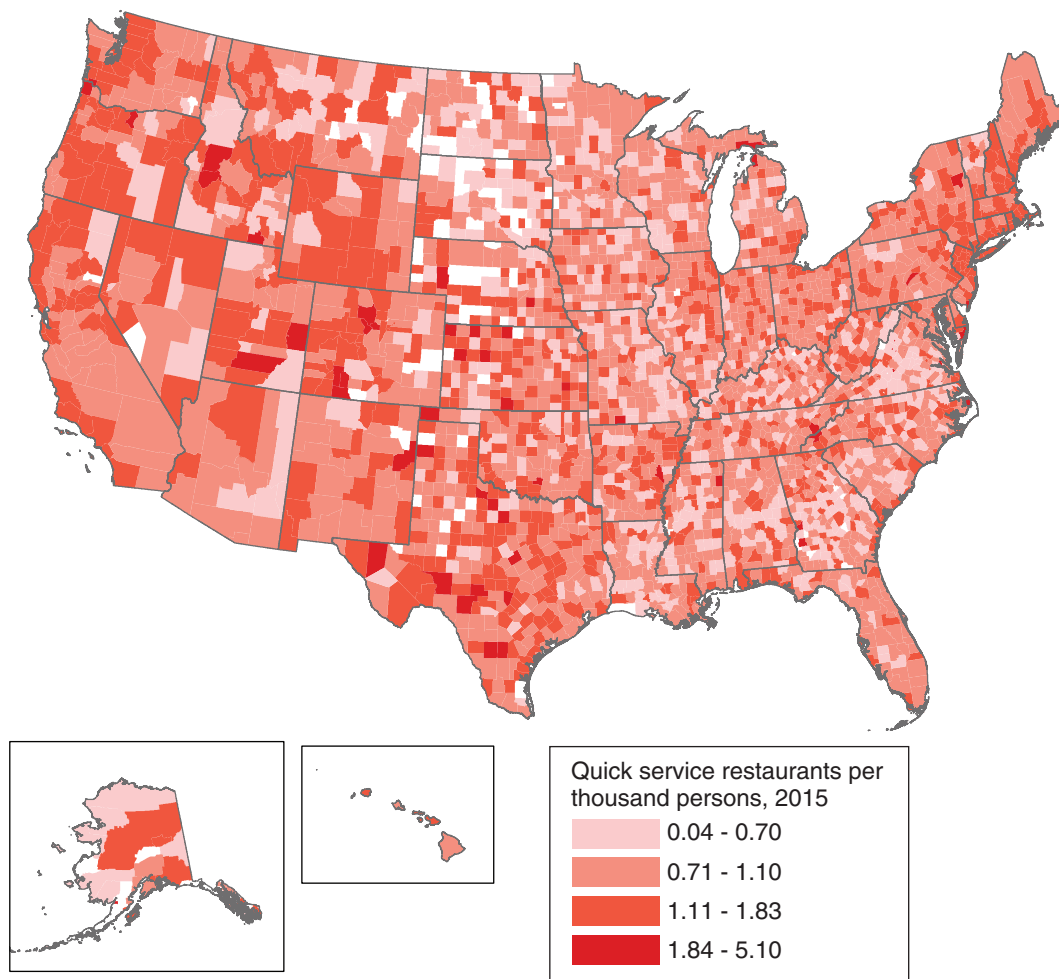 Quick service restaurants per
thousand persons, 2015
0.04 - 0.70
0.71 - 1.10
1.11 - 1.83
1.84 - 5.10